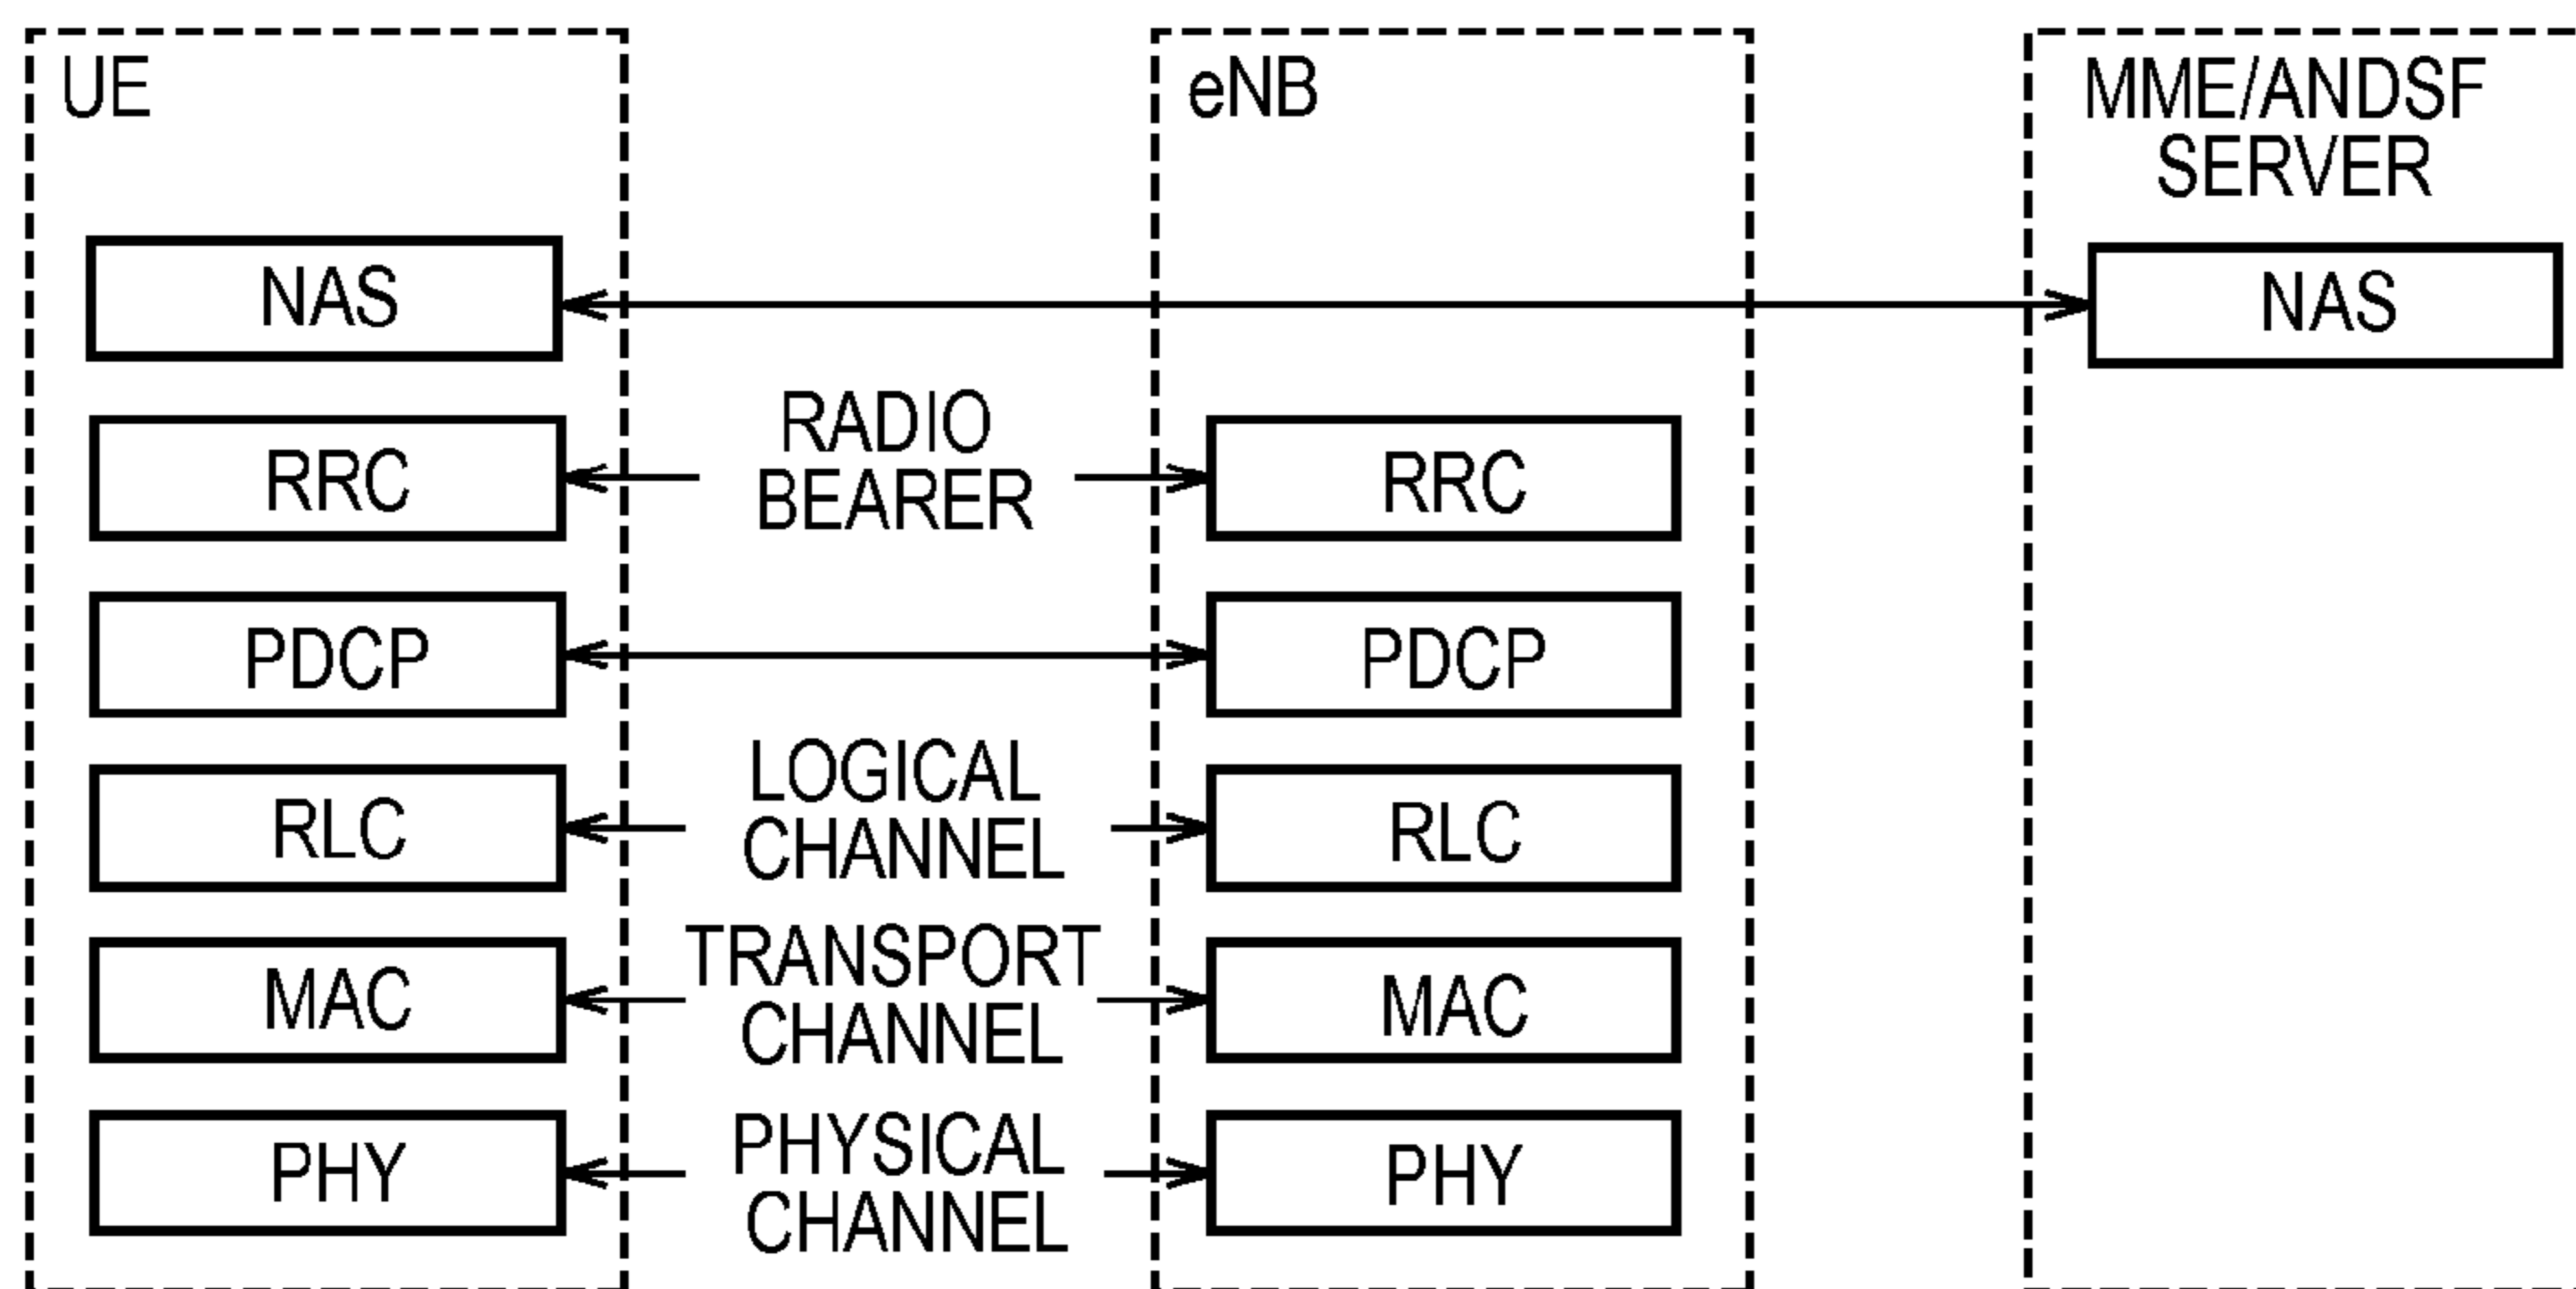 UE
eNB
MME/ANDSF
SERVER
NAS
NAS
RADIO
BEARER
RRC
RRC
PDCP
PDCP
LOGICAL
CHANNEL
RLC
RLC
TRANSPORT
CHANNEL
MAC
MAC
PHYSICAL
CHANNEL
PHY
PHY